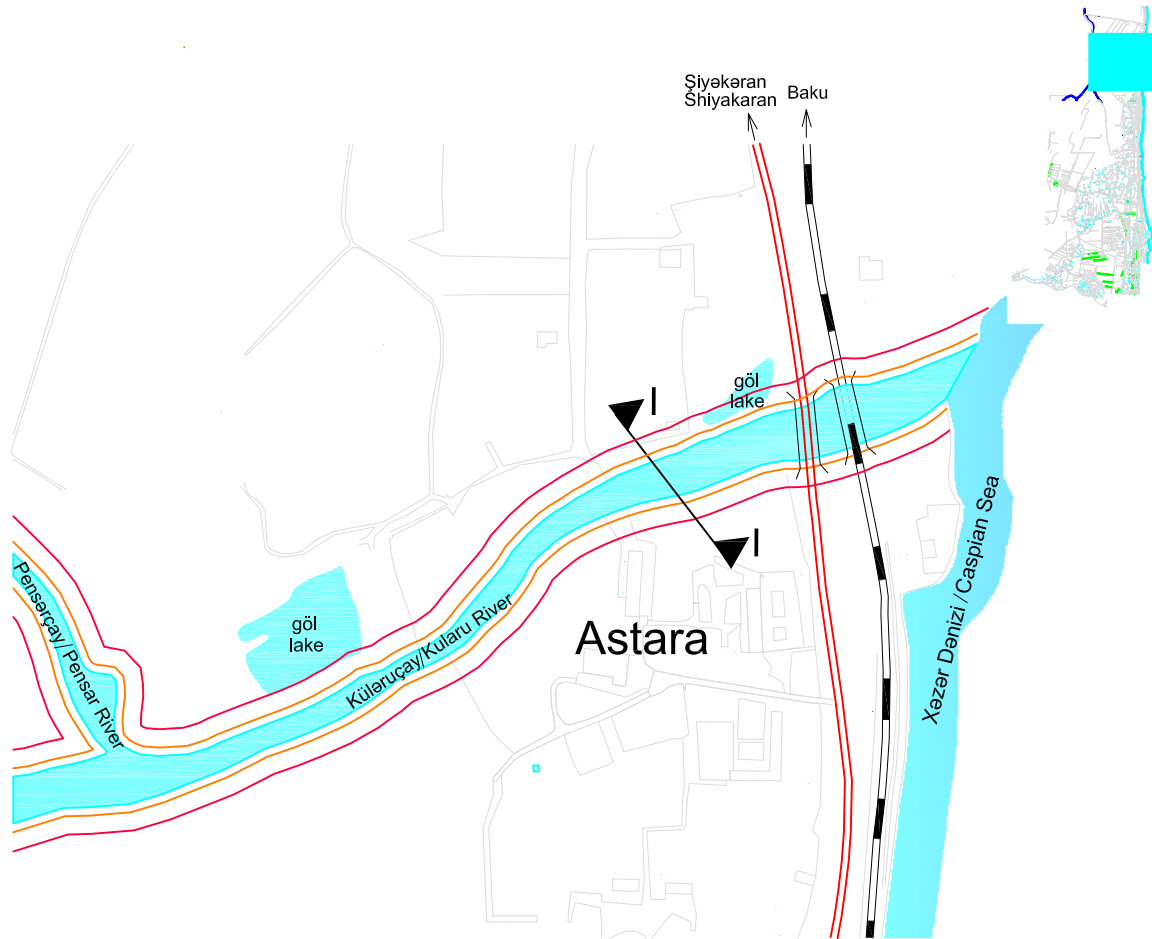 Şiyəkəran
Shiyakaran
Baku
göl
lake
I
I
Pensərçay/Pensar River
göl
lake
Küləruçay/Kularu River
Astara
Xəzər Dənizi /Caspian Sea